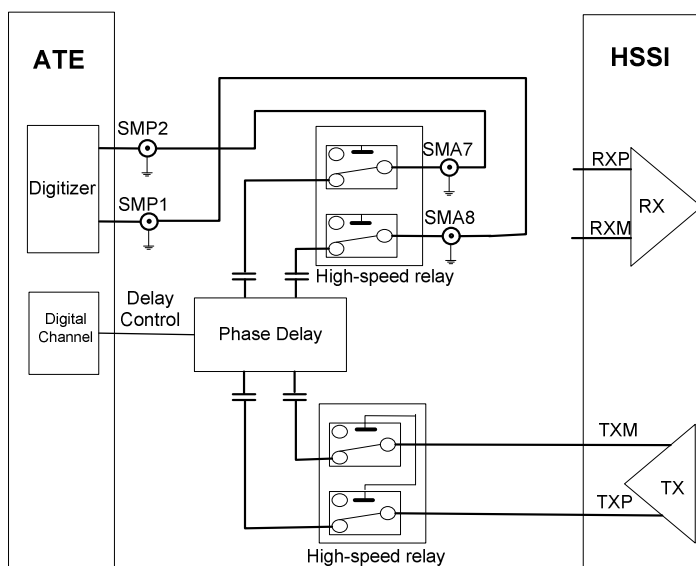 ATE
HSSI
SMP2
SMA7
RXP
Digitizer
RX
SMP1
SMA8
RXM
High-speed relay
Delay
Control
Digital
Channel
Phase Delay
TXM
TX
TXP
High-speed relay